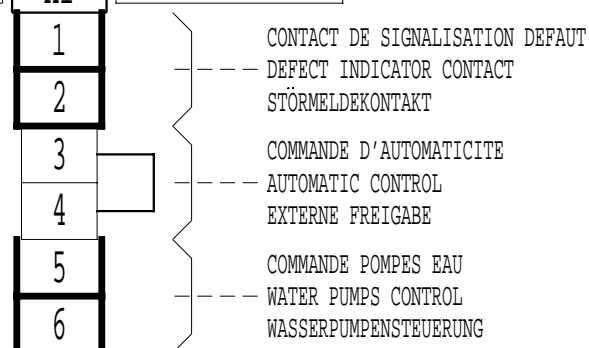 1
CONTACT DE SIGNALISATION DEFAUT
DEFECT INDICATOR CONTACT
2
STÖRMELDEKONTAKT
3
COMMANDE D'AUTOMATICITE
AUTOMATIC CONTROL
4
EXTERNE FREIGABE
5
COMMANDE POMPES EAU
WATER PUMPS CONTROL
6
WASSERPUMPENSTEUERUNG